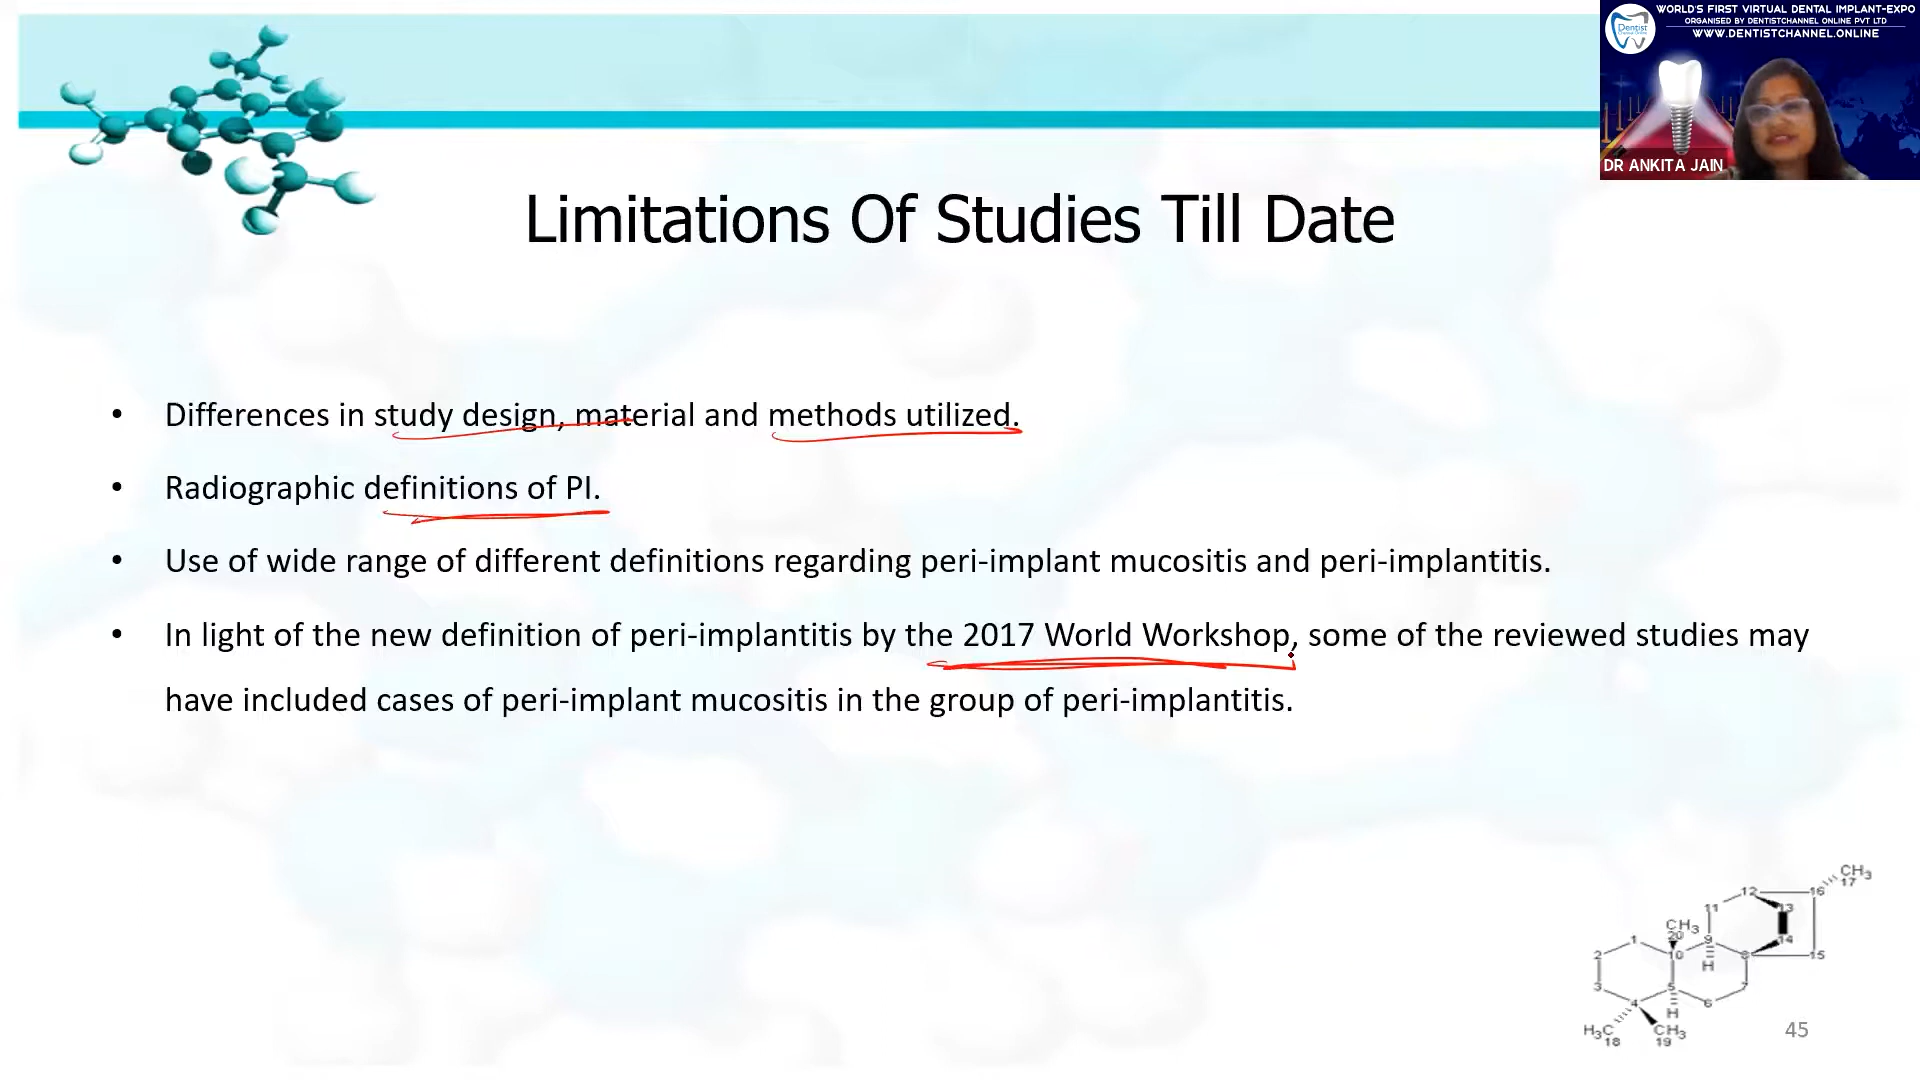 WORLD'S FIRST VIRTUAL DENTAL IMPLANT-EXPO
ORGANISED BY DENTISTCHANNEL ONLINE PVT LTD
WWW.DENTISTCHANNEL.ONLINE
Dentist
DR ANKITA JAIN
Limitations Of Studies Till Date
• Differences in study design, material and methods utilized.
• Radiographic definitions of PI.
• Use of wide range of different definitions regarding peri-implant mucositis and peri-implantitis.
• In light of the new definition of peri-implantitis by the 2017 World Workshop, some of the reviewed studies may
have included cases of peri-implant mucositis in the group of peri-implantitis.
CH3
17
12
16
11
13
CH3
20
1
9
14
2
10
8
15
H
3
5
7
4
6
H
H3C
18
CH3
19
45